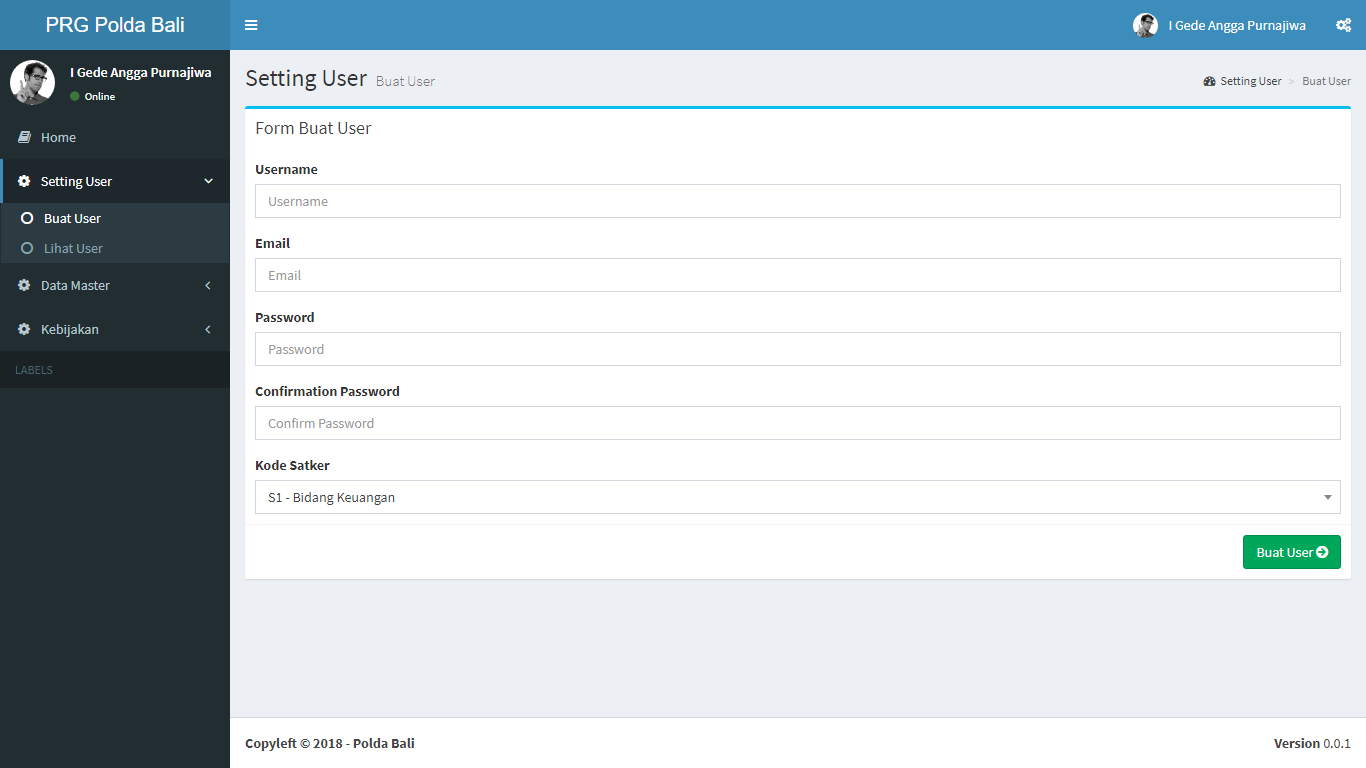 PRG Polda Bali
I Gede Angga Purnajiwa
I Gede Angga Purnajiwa
Online
Home
Setting User
Buat User
Lihat User
Data Master
Kebijakan
LABELS
Setting User Buat User
Setting User > Buat User
Form Buat User
Username
Username
Email
Email
Password
Password
Confirmation Password
Confirm Password
Kode Satker
S1 - Bidang Keuangan
Buat User
Copyleft © 2018 - Polda Bali
Version 0.0.1